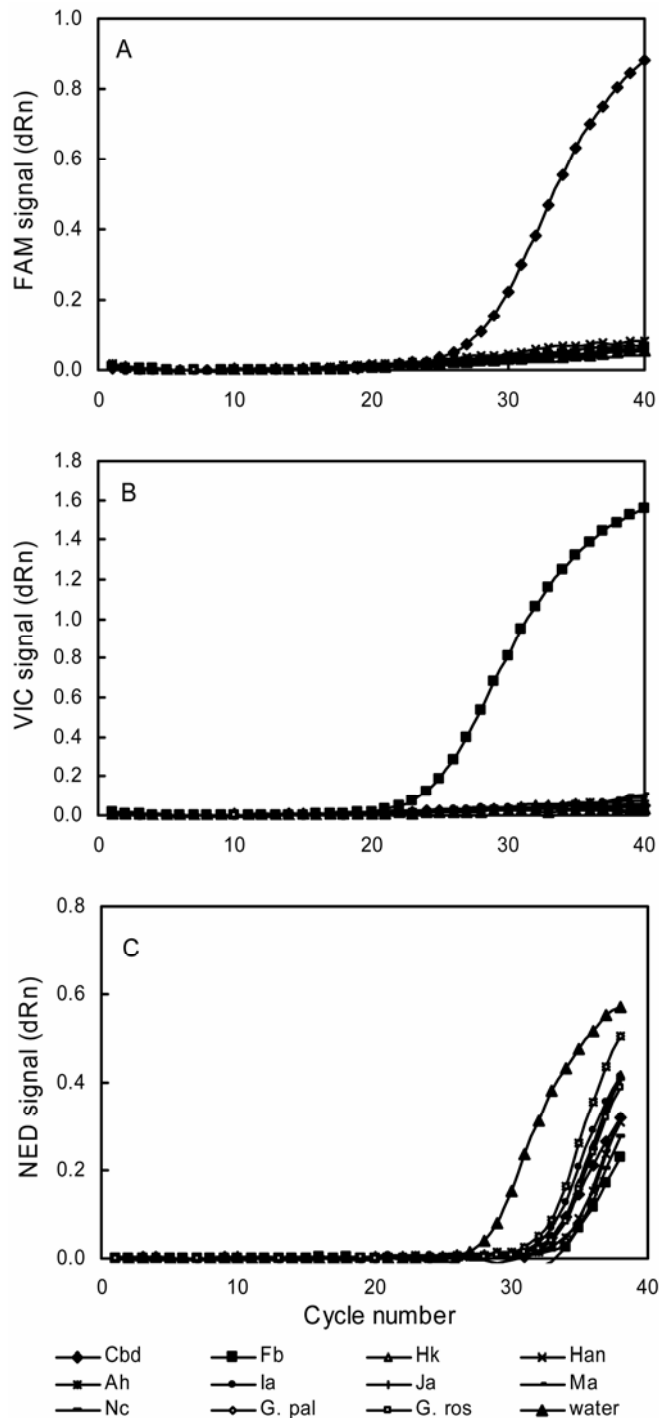 A
FAM signal (dRn)
1.0
0.8
0.6
0.4
0.2
0.0
0 10 20 30 40
B
VIC signal (dRn)
1.8
1.6
1.4
1.2
1.0
0.8
0.6
0.4
0.2
0.0
0 10 20 30 40
C
NED signal (dRn)
0.8
0.6
0.4
0.2
0.0
0 10 20 30 40
Cycle number
Cbd Fb Hk Han
Ah Ia Ja Ma
Nc G. pal G. ros water